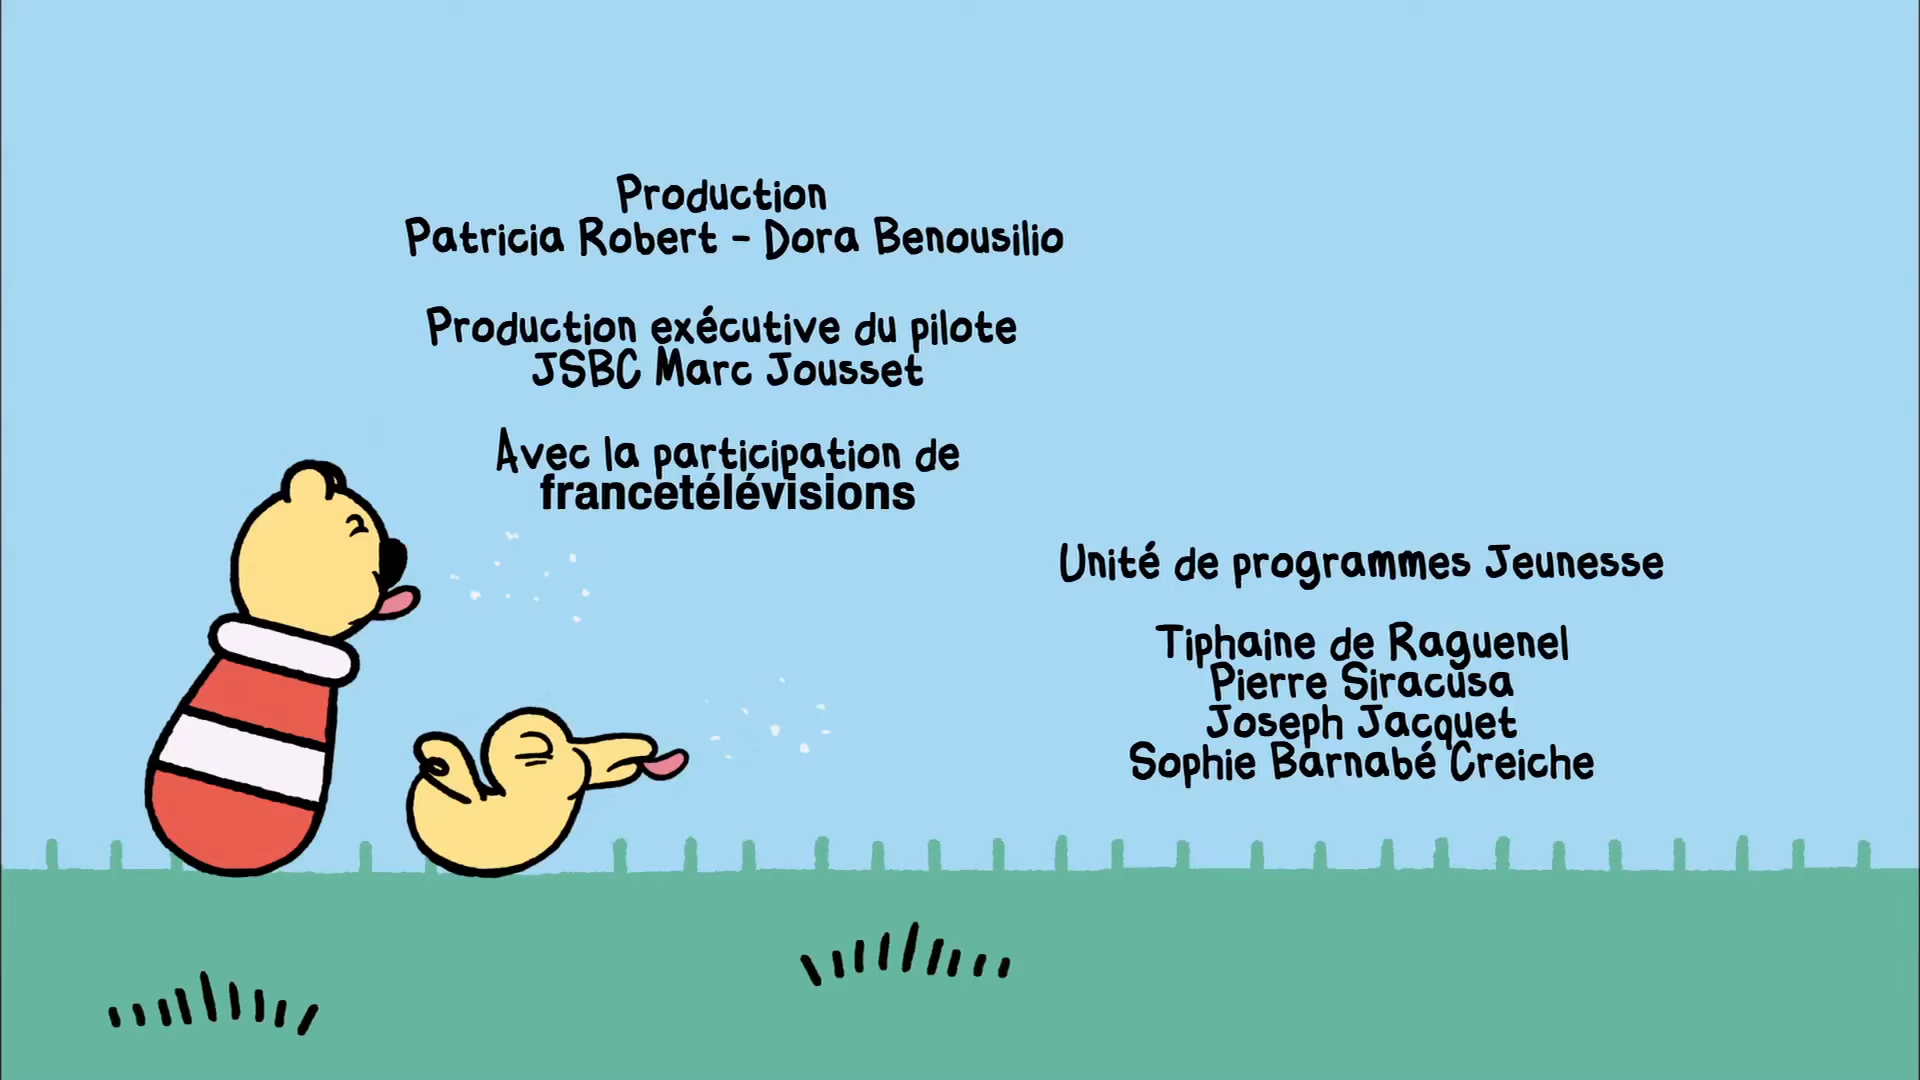 Production
Patricia Robert - Dora Benousilio
Production exécutive du pilote
JSBC Marc Jousset
Avec la participation de
francetélévisions
Unité de programmes Jeunesse
Tiphaine de Raguenel
Pierre Siracusa
Joseph Jacquet
Sophie Barnabé Creiche